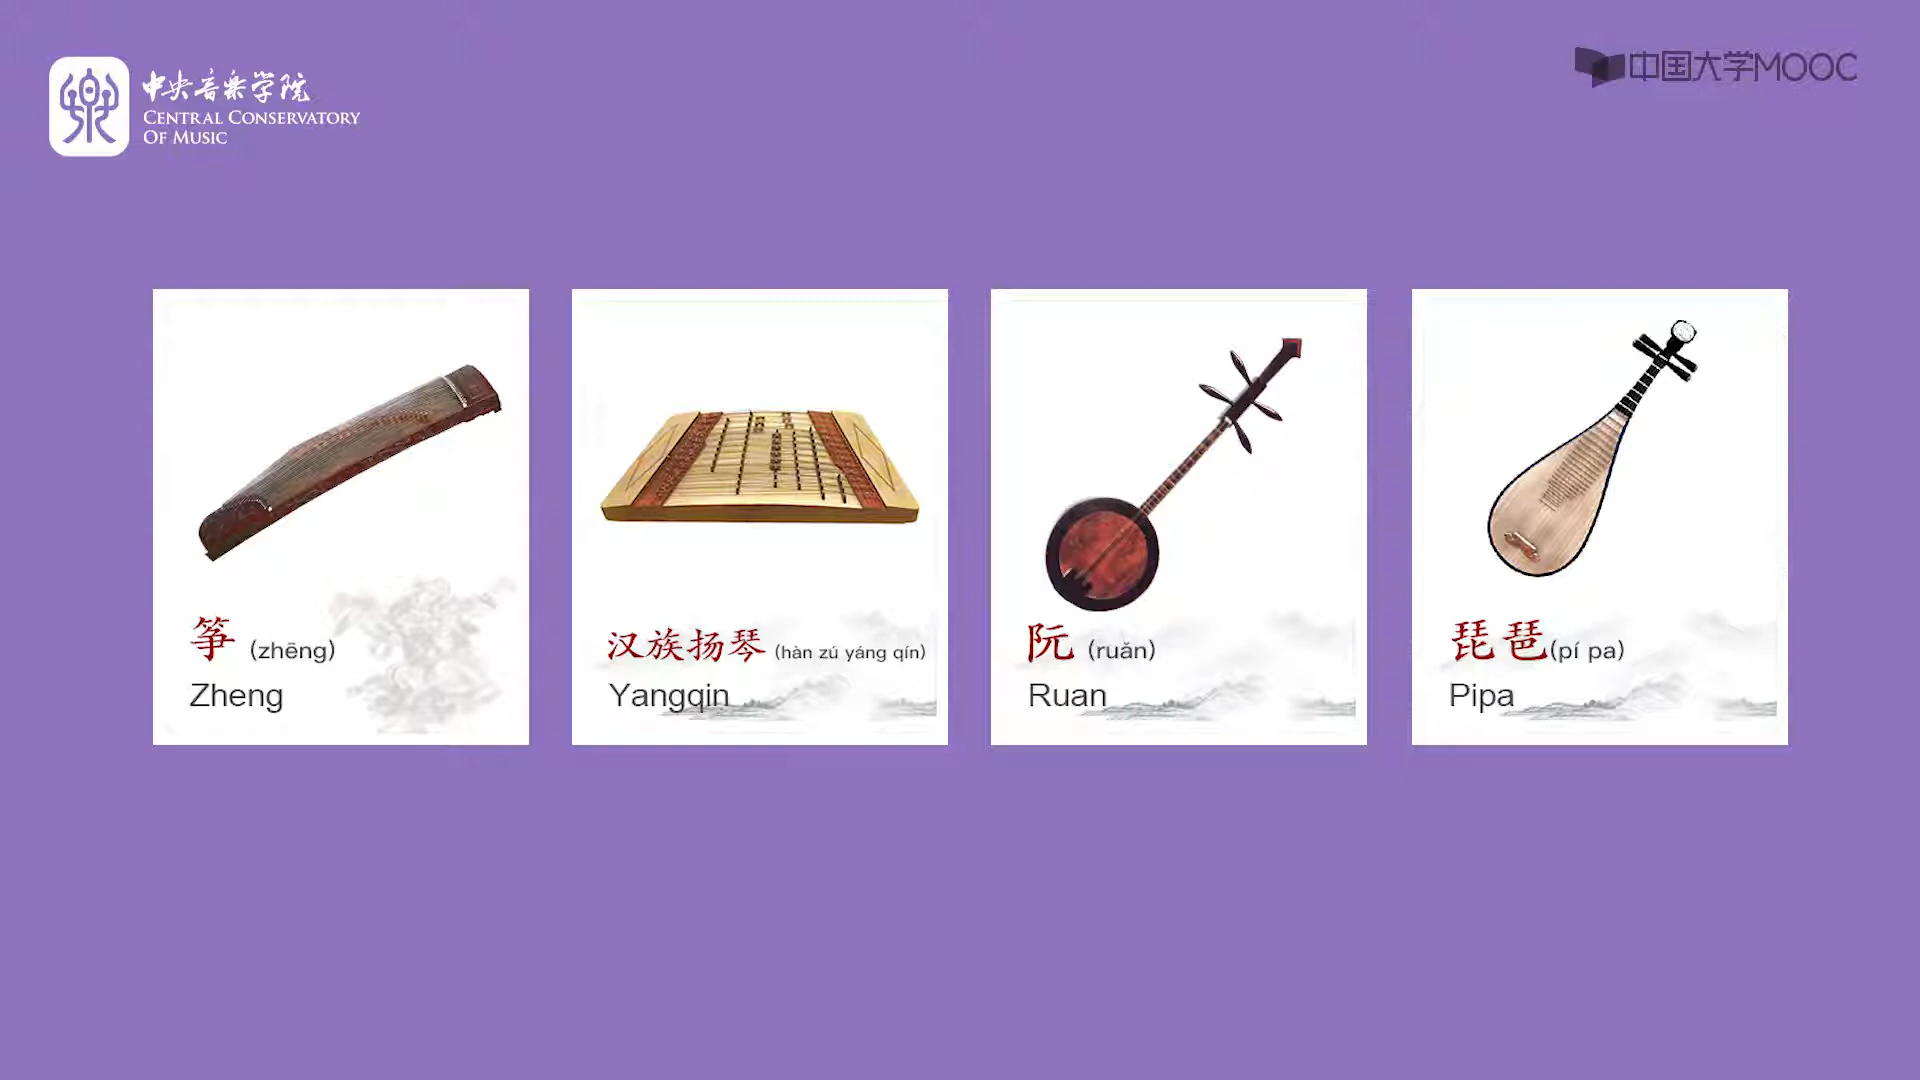 中央音乐学院
CENTRAL CONSERVATORY
OF MUSIC
中国大学MOOC
筝 (zhēng)
Zheng
汉族扬琴 (hàn zú yáng qín)
Yangqin
阮 (ruǎn)
Ruan
琵琶(pí pa)
Pipa